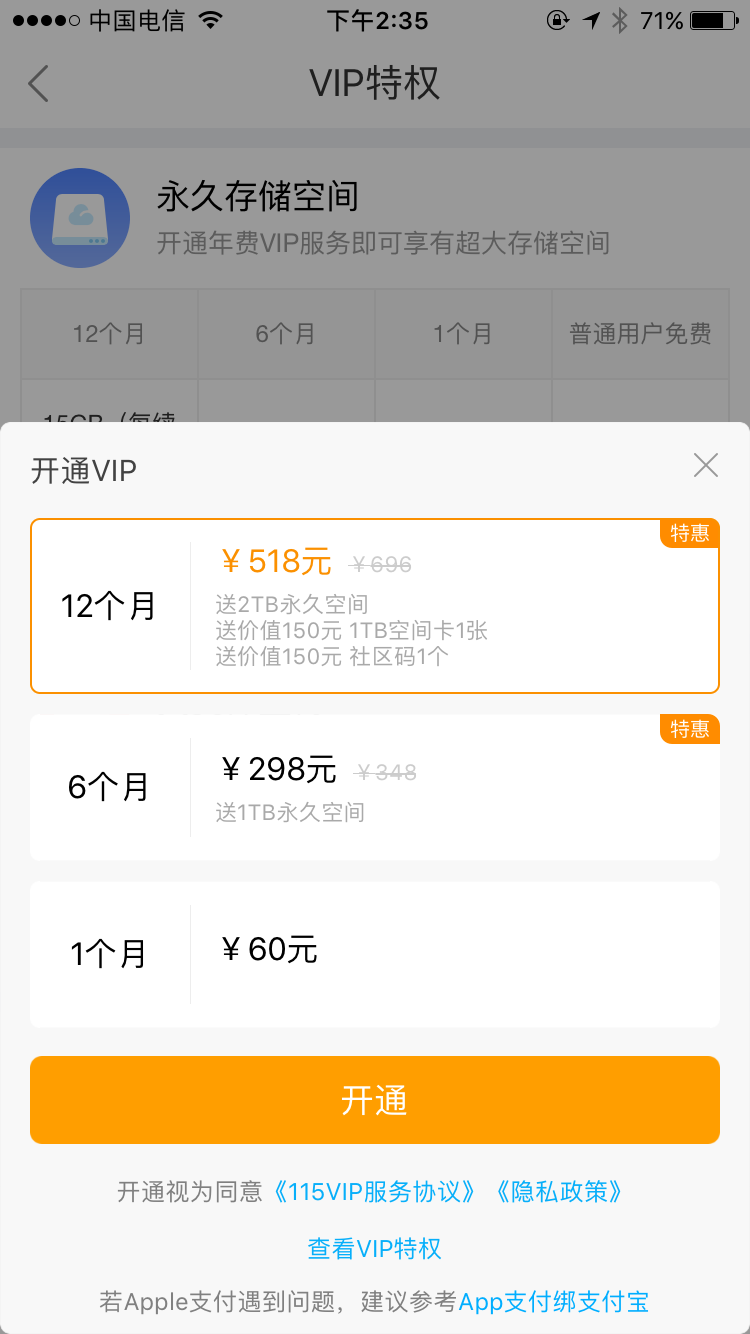 中国电信
下午2:35
71%
VIP特权
永久存储空间
开通年费VIP服务即可享有超大存储空间
12个月 6个月 1个月 普通用户免费
开通VIP
特惠
12个月
¥ 518元 ¥ 696
送2TB永久空间
送价值150元 1TB空间卡1张
送价值150元 社区码1个
特惠
6个月
¥ 298元 ¥ 348
送1TB永久空间
1个月
¥ 60元
开通
开通视为同意《115VIP服务协议》《隐私政策》
查看VIP特权
若Apple支付遇到问题，建议参考App支付绑支付宝